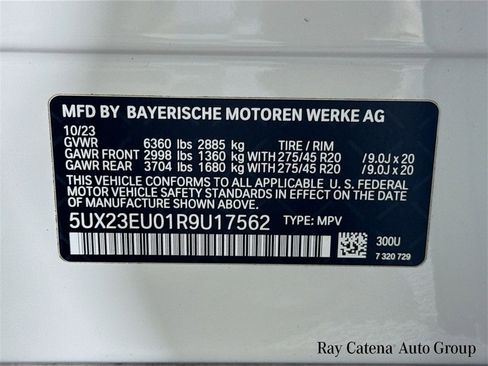 MFD BY BAYERISCHE MOTOREN WERKE AG
10/23
GVWR 6360 lbs 2885 kg TIRE / RIM
GAWR FRONT 2998 lbs 1360 kg WITH 275/45 R20 / 9.0J x 20
GAWR REAR 3704 lbs 1680 kg WITH 275/45 R20 / 9.0J x 20
THIS VEHICLE CONFORMS TO ALL APPLICABLE U.S. FEDERAL
MOTOR VEHICLE SAFETY STANDARDS IN EFFECT ON THE DATE
OF MANUFACTURE SHOWN ABOVE.
5UX23EU01R9U17562 TYPE: MPV
300U
7 320 729
Ray Catena Auto Group